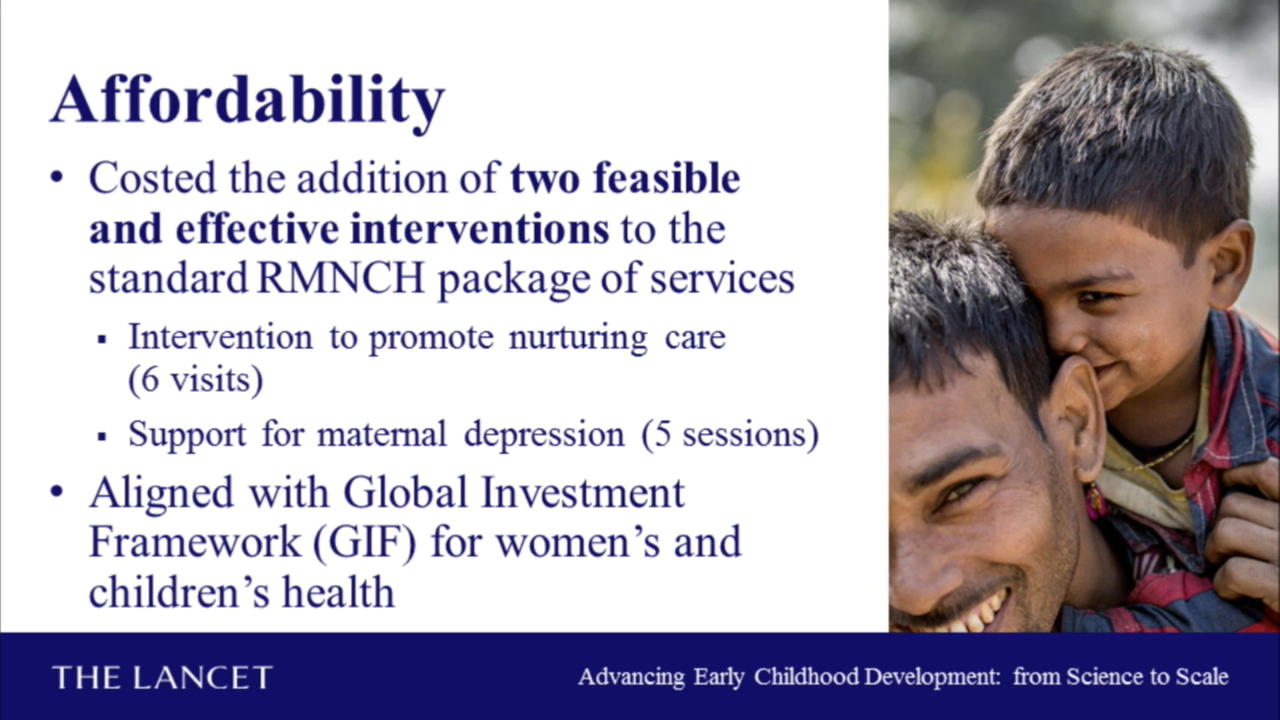 Affordability
• Costed the addition of two feasible
and effective interventions to the
standard RMNCH package of services
▪ Intervention to promote nurturing care
(6 visits)
▪ Support for maternal depression (5 sessions)
• Aligned with Global Investment
Framework (GIF) for women’s and
children’s health
THE LANCET
Advancing Early Childhood Development: from Science to Scale